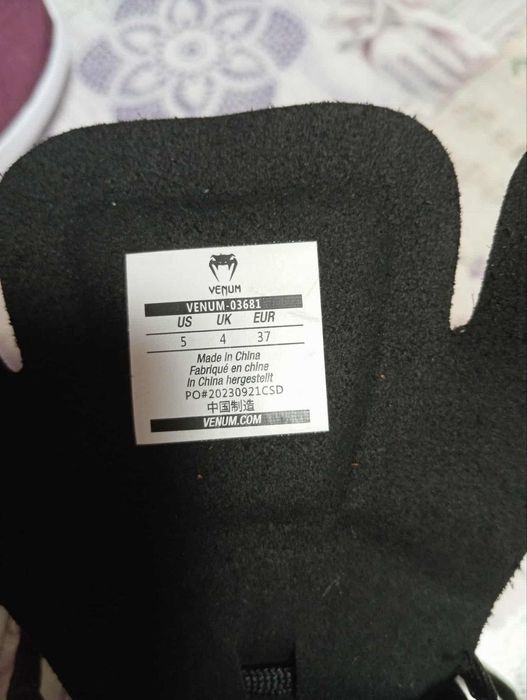 VENUM
VENUM-03681
US UK EUR
5 4 37
Made In China
Fabriqué en chine
In China hergestellt
PO#20230921CSD
中国制造
VENUM.COM